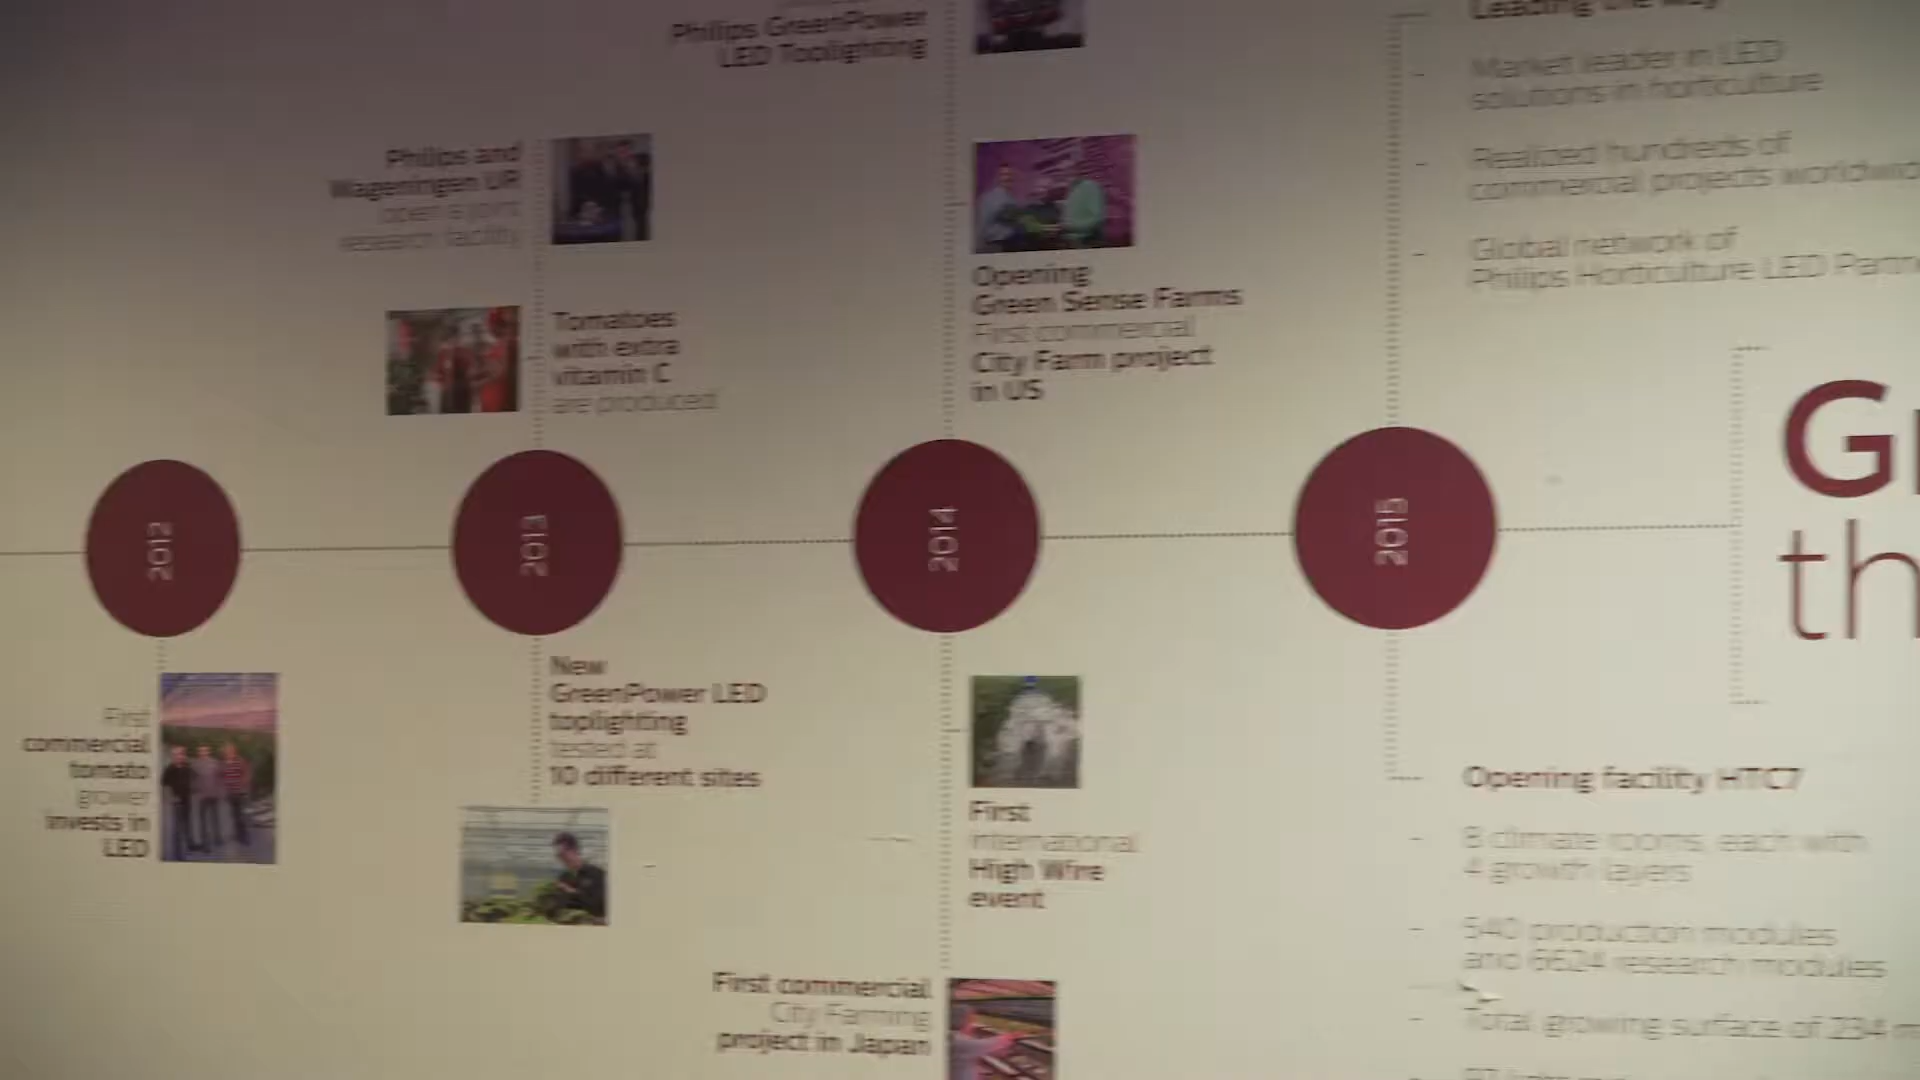 Philips GreenPower
LED Toplighting
Philips and
Wageningen UR
open a joint
research facility
Tomatoes
with extra
vitamin C
are produced
Opening
Green Sense Farms
First commercial
City Farm project
in US
Leading the way
Market leader in LED
solutions in horticulture
Realized hundreds of
commercial projects worldwid
Global network of
Philips Horticulture LED Partn
2012
2013
2014
2015
Gr
th
First
commercial
tomato
grower
invests in
LED
New
GreenPower LED
toplighting
tested at
10 different sites
First
international
High Wire
event
First commercial
City Farming
project in Japan
Opening facility HTC7
8 climate rooms, each with
4 growth layers
540 production modules
and 6624 research modules
Total growing surface of 234 m